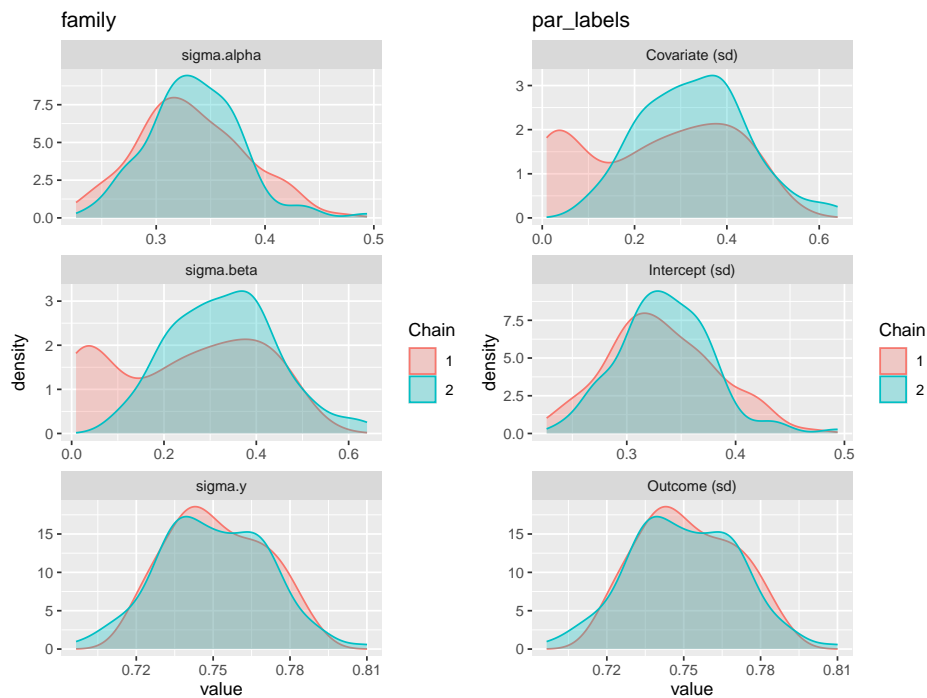 family
sigma.alpha
7.5
5.0
2.5
0.0
0.3 0.4 0.5
sigma.beta
3
2
1
0
0.0 0.2 0.4 0.6
sigma.y
15
10
5
0
0.72 0.75 0.78 0.81
density
value
Chain
1
2
par_labels
Covariate (sd)
3
2
1
0
0.0 0.2 0.4 0.6
Intercept (sd)
7.5
5.0
2.5
0.0
0.3 0.4 0.5
Outcome (sd)
15
10
5
0
0.72 0.75 0.78 0.81
density
value
Chain
1
2